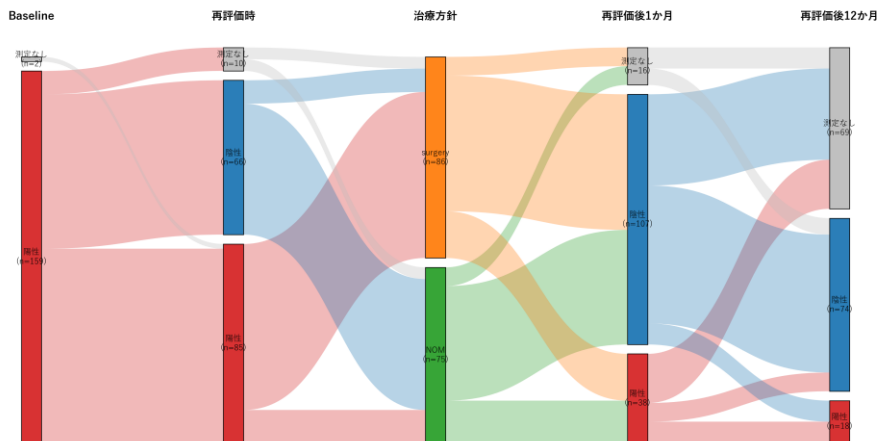 Baseline
再評価時
治療方針
再評価後1か月
再評価後12か月
測定なし
(n=2)
陽性
(n=159)
測定なし
(n=10)
陰性
(n=66)
陽性
(n=85)
surgery
(n=86)
NOM
(n=75)
測定なし
(n=16)
陰性
(n=107)
陽性
(n=38)
測定なし
(n=69)
陰性
(n=74)
陽性
(n=18)